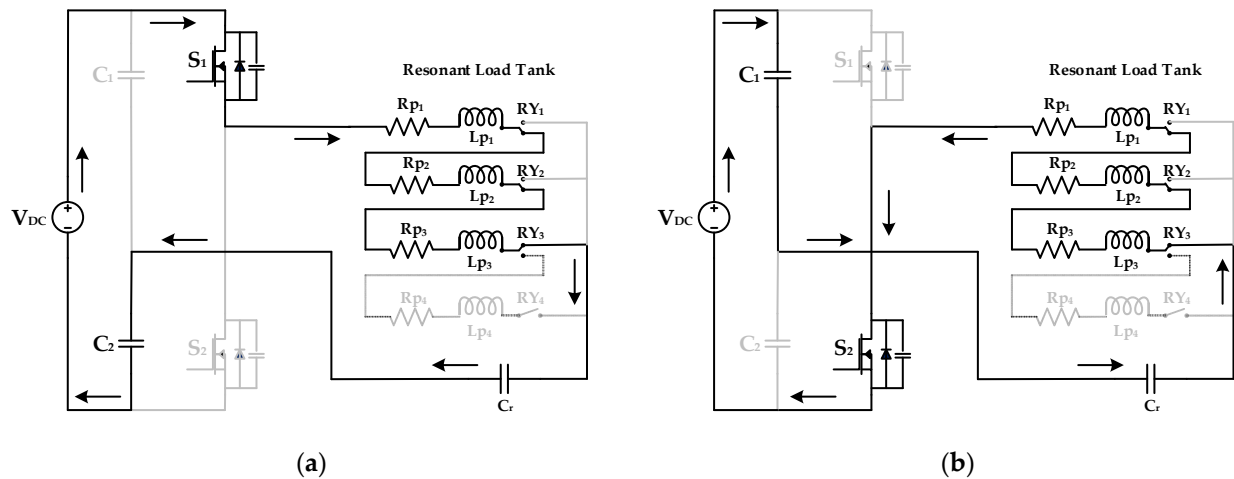 C₁
S₁
Resonant Load Tank
Rp₁
Lp₁
RY₁
Rp₂
Lp₂
RY₂
V_DC
+
−
Rp₃
Lp₃
RY₃
Rp₄
Lp₄
RY₄
C₂
S₂
Cᵣ
(a)
C₁
S₁
Resonant Load Tank
Rp₁
Lp₁
RY₁
Rp₂
Lp₂
RY₂
V_DC
+
−
Rp₃
Lp₃
RY₃
Rp₄
Lp₄
RY₄
C₂
S₂
Cᵣ
(b)